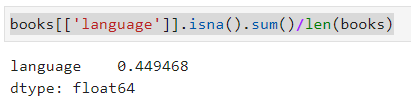 books[['language']].isna().sum()/len(books)
language    0.449468
dtype: float64